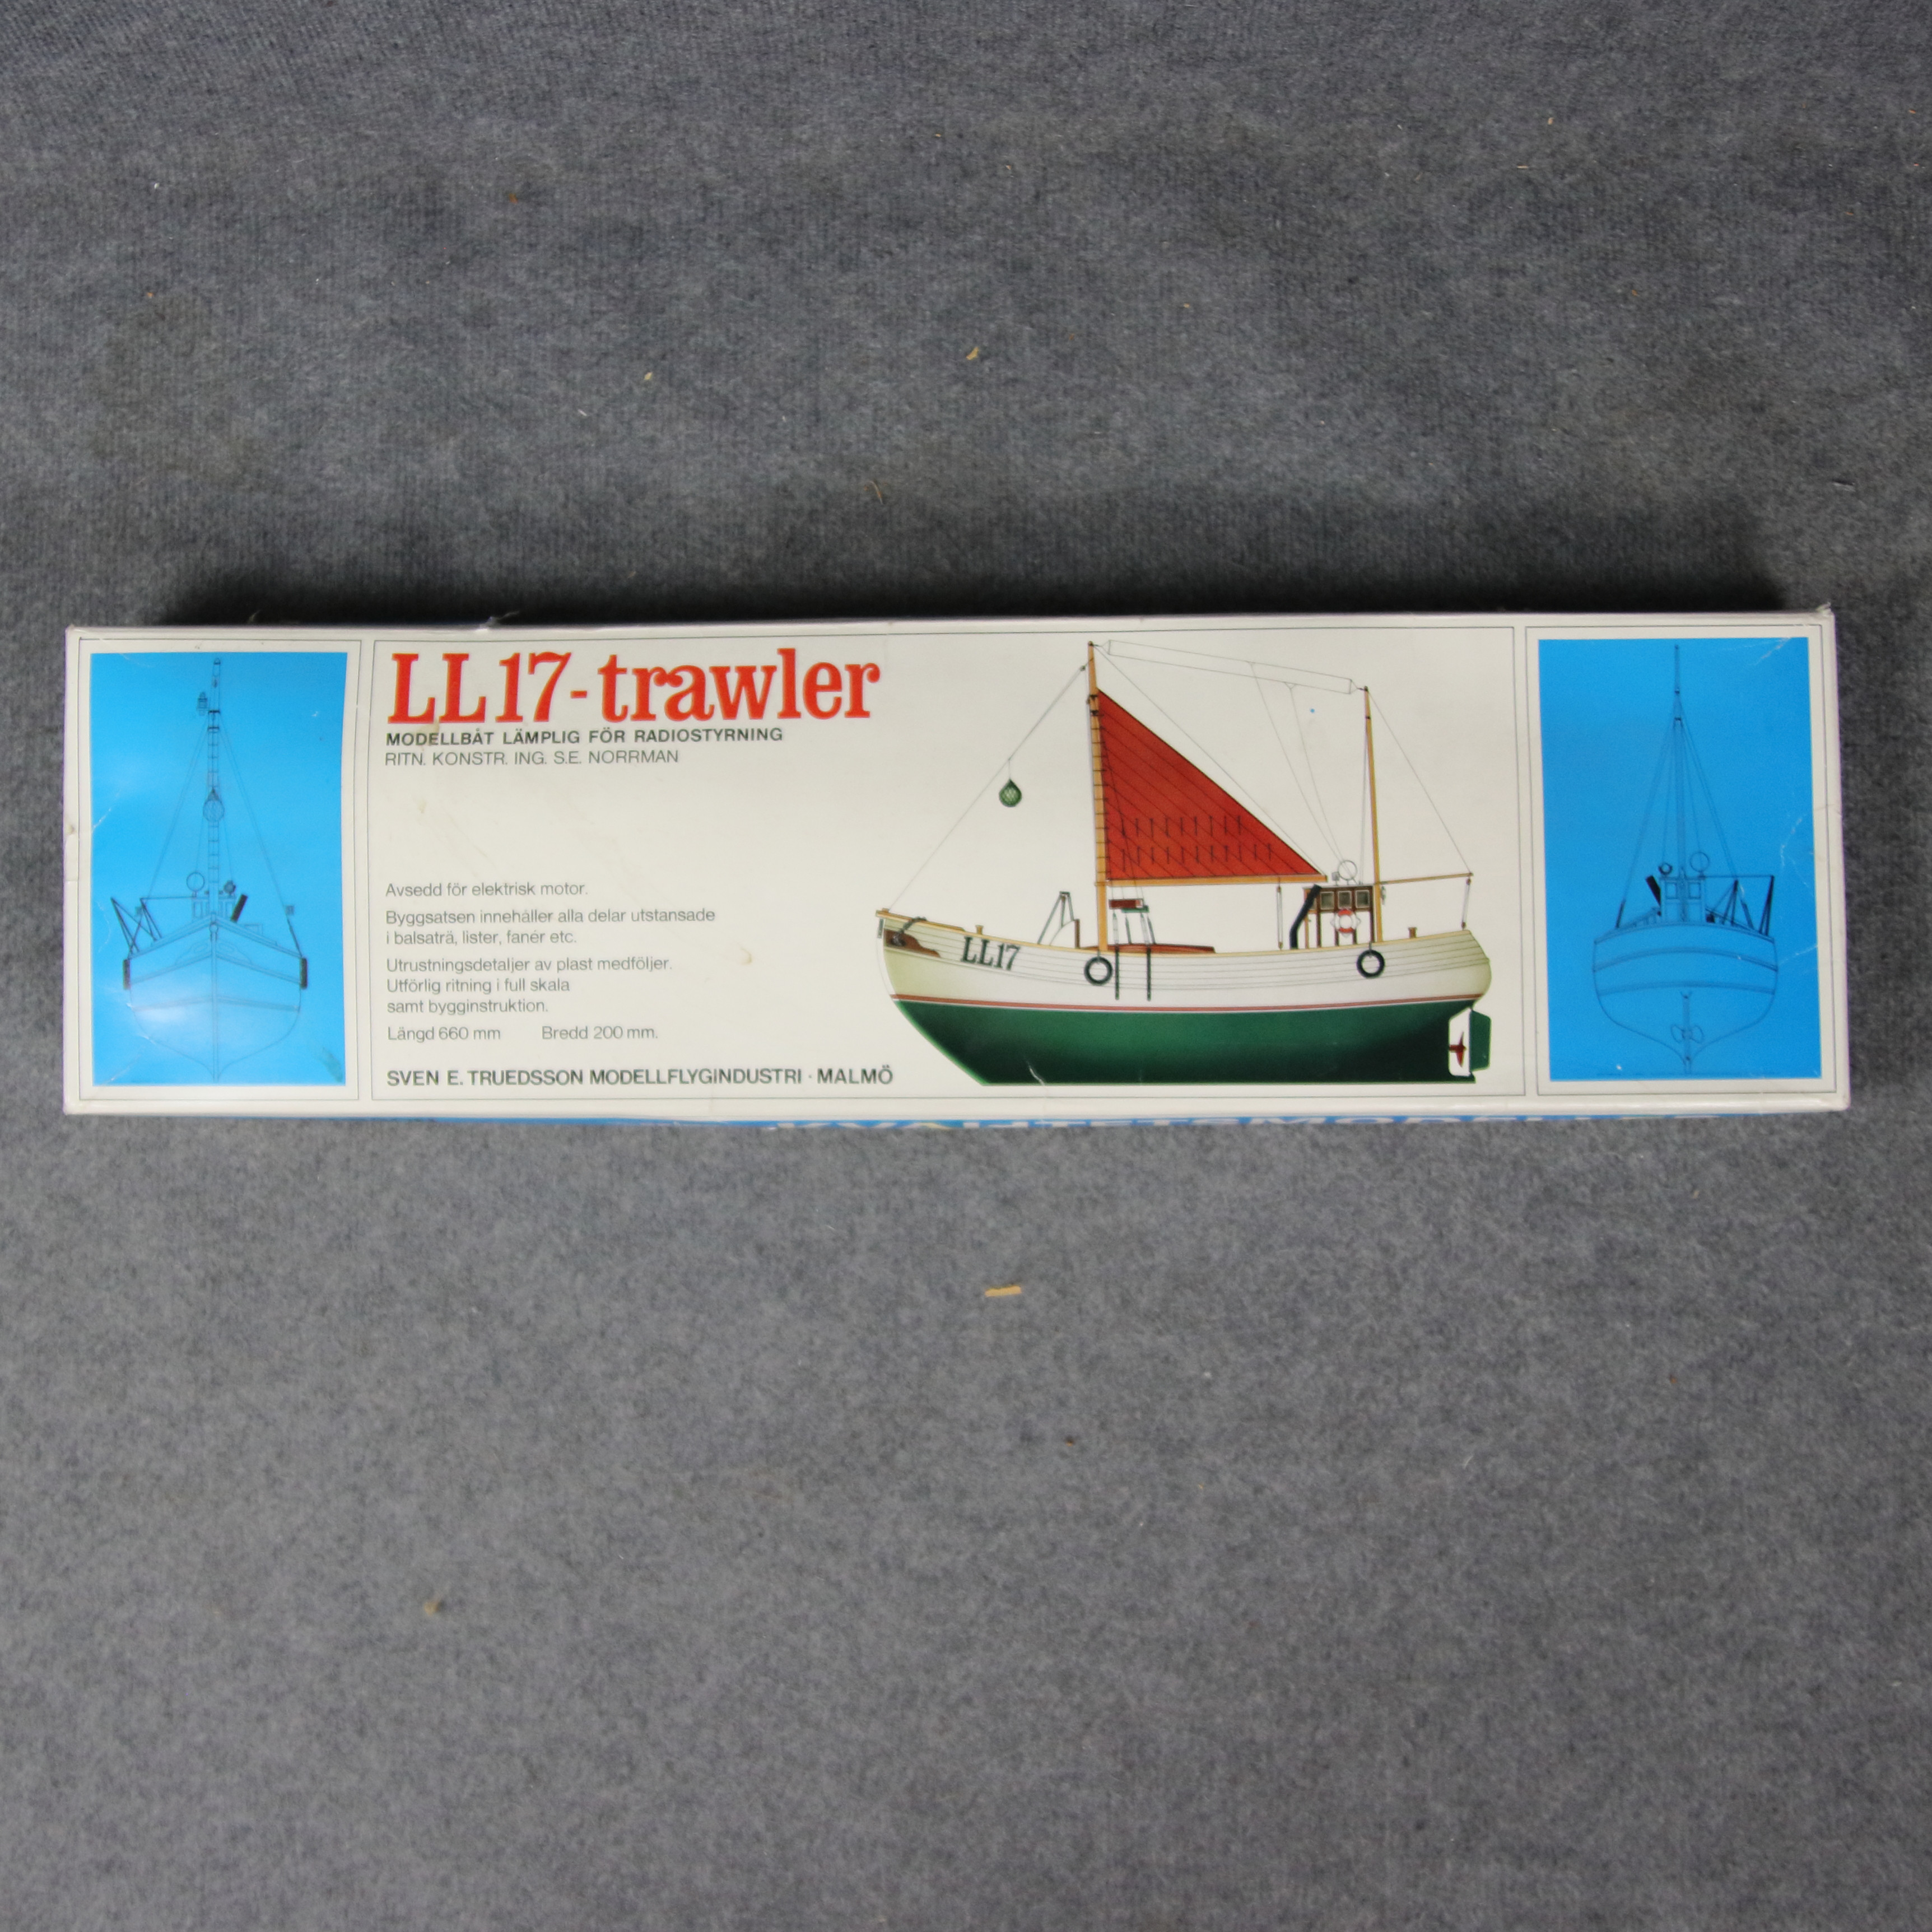 LL17-trawler
MODELLBÅT LÄMPLIG FÖR RADIOSTYRNING
RITN. KONSTR. ING. S.E. NORRMAN
Avsedd för elektrisk motor.
Byggsatsen innehåller alla delar utstansade
i balsaträ, lister, fanér etc.
Utrustningsdetaljer av plast medföljer.
Utförlig ritning i full skala
samt bygginstruktion.
Längd 660 mm Bredd 200 mm.
SVEN E. TRUEDSSON MODELLFLYGINDUSTRI · MALMÖ
LL17